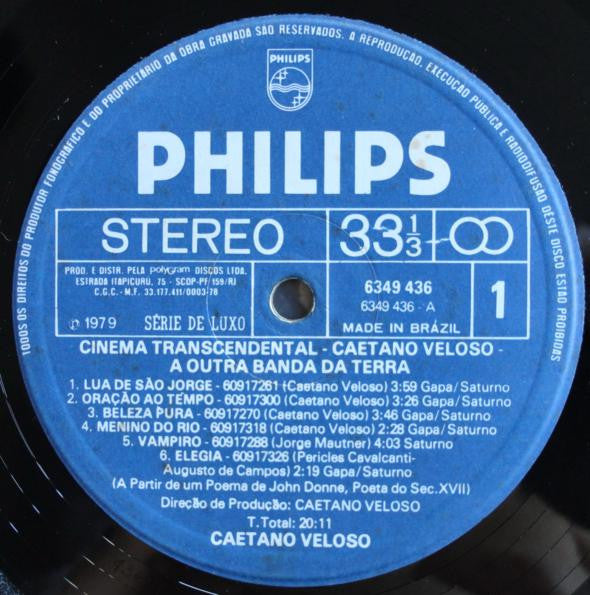 TODOS OS DIREITOS DO PRODUTOR FONOGRÁFICO E DO PROPRIETÁRIO DA OBRA GRAVADA SÃO RESERVADOS. A REPRODUÇÃO, EXECUÇÃO PÚBLICA E RADIODIFUSÃO DESTE DISCO ESTÃO PROIBIDAS
PHILIPS
PHILIPS
STEREO 33 1/3
PROD. E DISTR. PELA polygram DISCOS LTDA.
ESTRADA ITAPICURÚ, 75 - SCDP-PF/159/RJ
C.G.C. - M.F. 33.177.411/0003-78
℗ 1979 SÉRIE DE LUXO
6349 436
6349 436 - A
MADE IN BRÁZIL
1
CINEMA TRANSCENDENTAL - CAETANO VELOSO -
A OUTRA BANDA DA TERRA
1. LUA DE SÃO JORGE - 60917261 (Caetano Veloso) 3:59 Gapa/Saturno
2. ORAÇÃO AO TEMPO - 60917300 (Caetano Veloso) 3:26 Gapa/Saturno
3. BELEZA PURA - 60917270 (Caetano Veloso) 3:46 Gapa/Saturno
4. MENINO DO RIO - 60917318 (Caetano Veloso) 2:28 Gapa/Saturno
5. VAMPIRO - 60917288 (Jorge Mautner) 4:03 Saturno
6. ELEGIA - 60917326 (Pericles Cavalcanti-
Augusto de Campos) 2:19 Gapa/Saturno
(A Partir de um Poema de John Donne, Poeta do Sec.XVII)
Direção de Produção: CAETANO VELOSO
T.Total: 20:11
CAETANO VELOSO